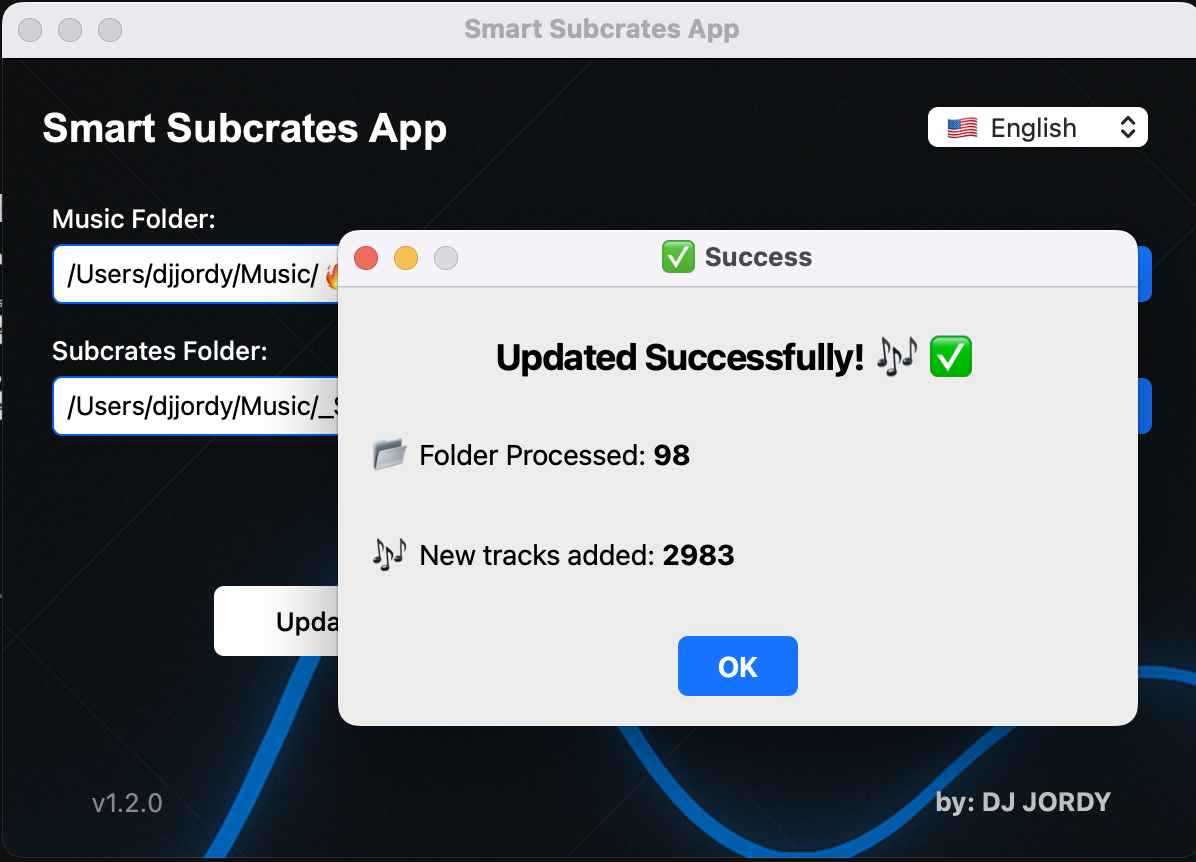 Smart Subcrates App
Smart Subcrates App
🇺🇸 English
Music Folder:
/Users/djjordy/Music/🔥
Subcrates Folder:
/Users/djjordy/Music/_
✅ Success
Updated Successfully! 🎶 ✅
📂 Folder Processed: 98
🎶 New tracks added: 2983
OK
Upda
v1.2.0
by: DJ JORDY